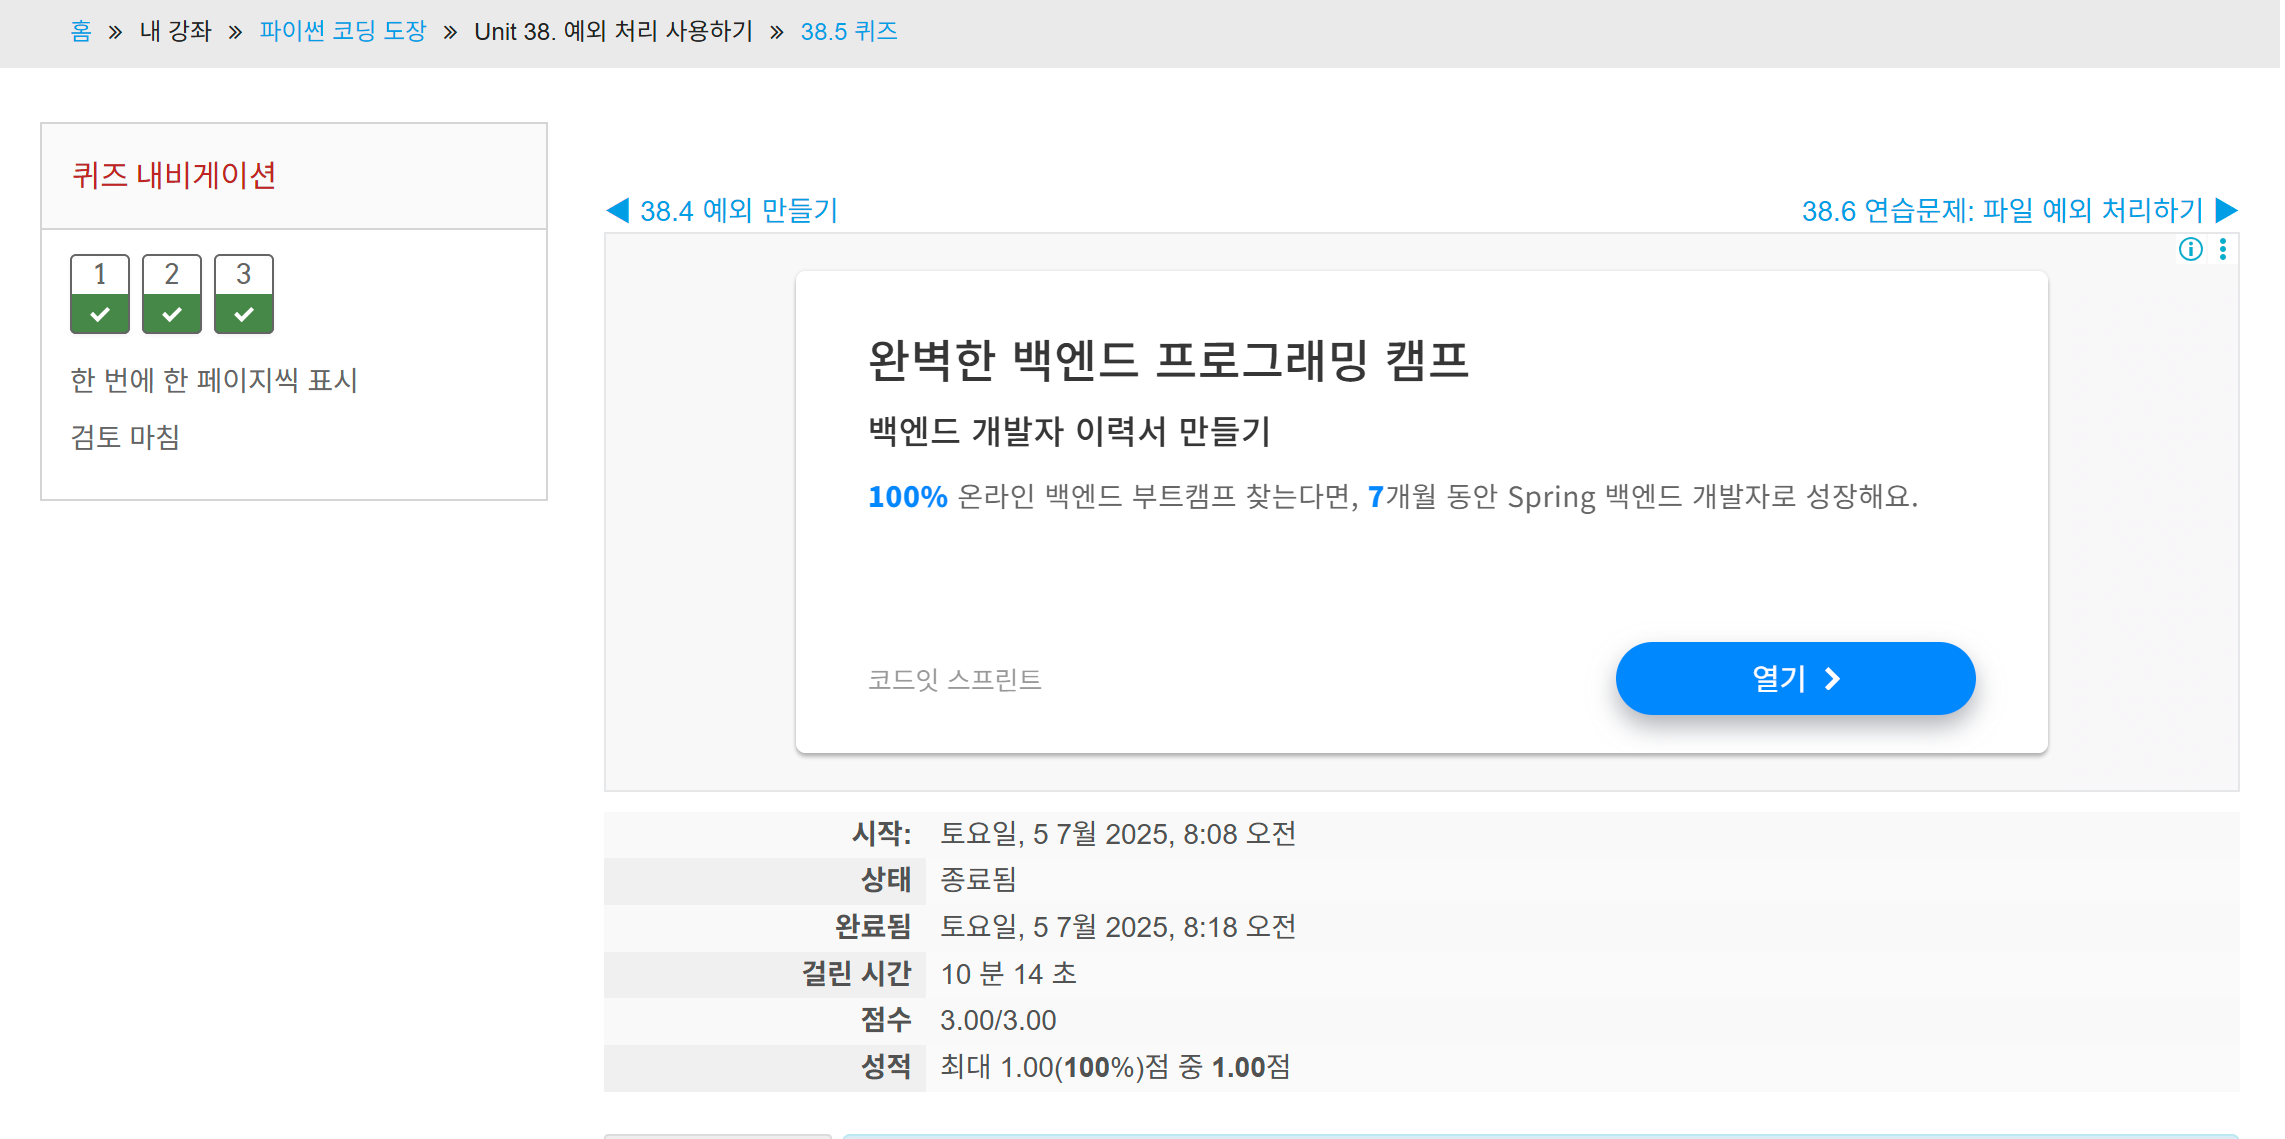 홈 » 내 강좌 » 파이썬 코딩 도장 » Unit 38. 예외 처리 사용하기 » 38.5 퀴즈
퀴즈 내비게이션
1 2 3
한 번에 한 페이지씩 표시
검토 마침
◀ 38.4 예외 만들기
38.6 연습문제: 파일 예외 처리하기 ▶
완벽한 백엔드 프로그래밍 캠프
백엔드 개발자 이력서 만들기
100% 온라인 백엔드 부트캠프 찾는다면, 7개월 동안 Spring 백엔드 개발자로 성장해요.
코드잇 스프린트
열기
시작: 토요일, 5 7월 2025, 8:08 오전
상태 종료됨
완료됨 토요일, 5 7월 2025, 8:18 오전
걸린 시간 10 분 14 초
점수 3.00/3.00
성적 최대 1.00(100%)점 중 1.00점